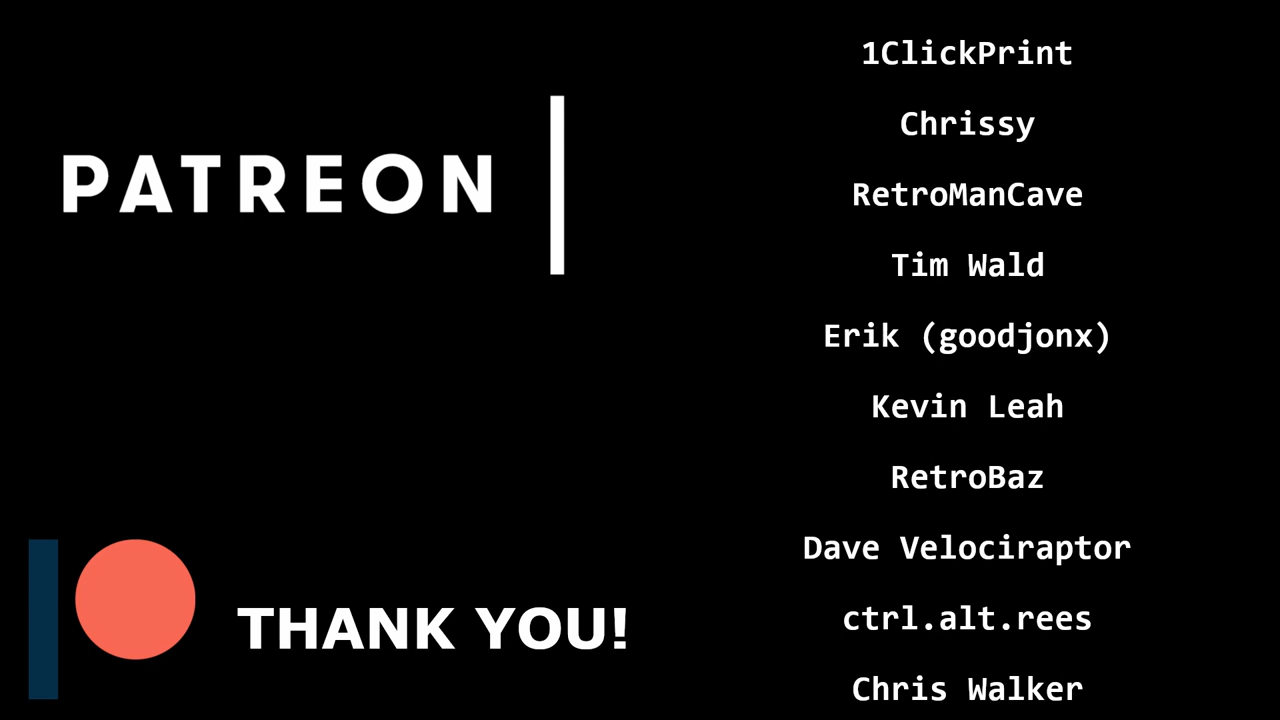 PATREON
THANK YOU!
1ClickPrint
Chrissy
RetroManCave
Tim Wald
Erik (goodjonx)
Kevin Leah
RetroBaz
Dave Velociraptor
ctrl.alt.rees
Chris Walker